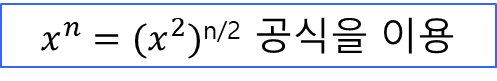 xⁿ = (x²)ⁿ/² 공식을 이용